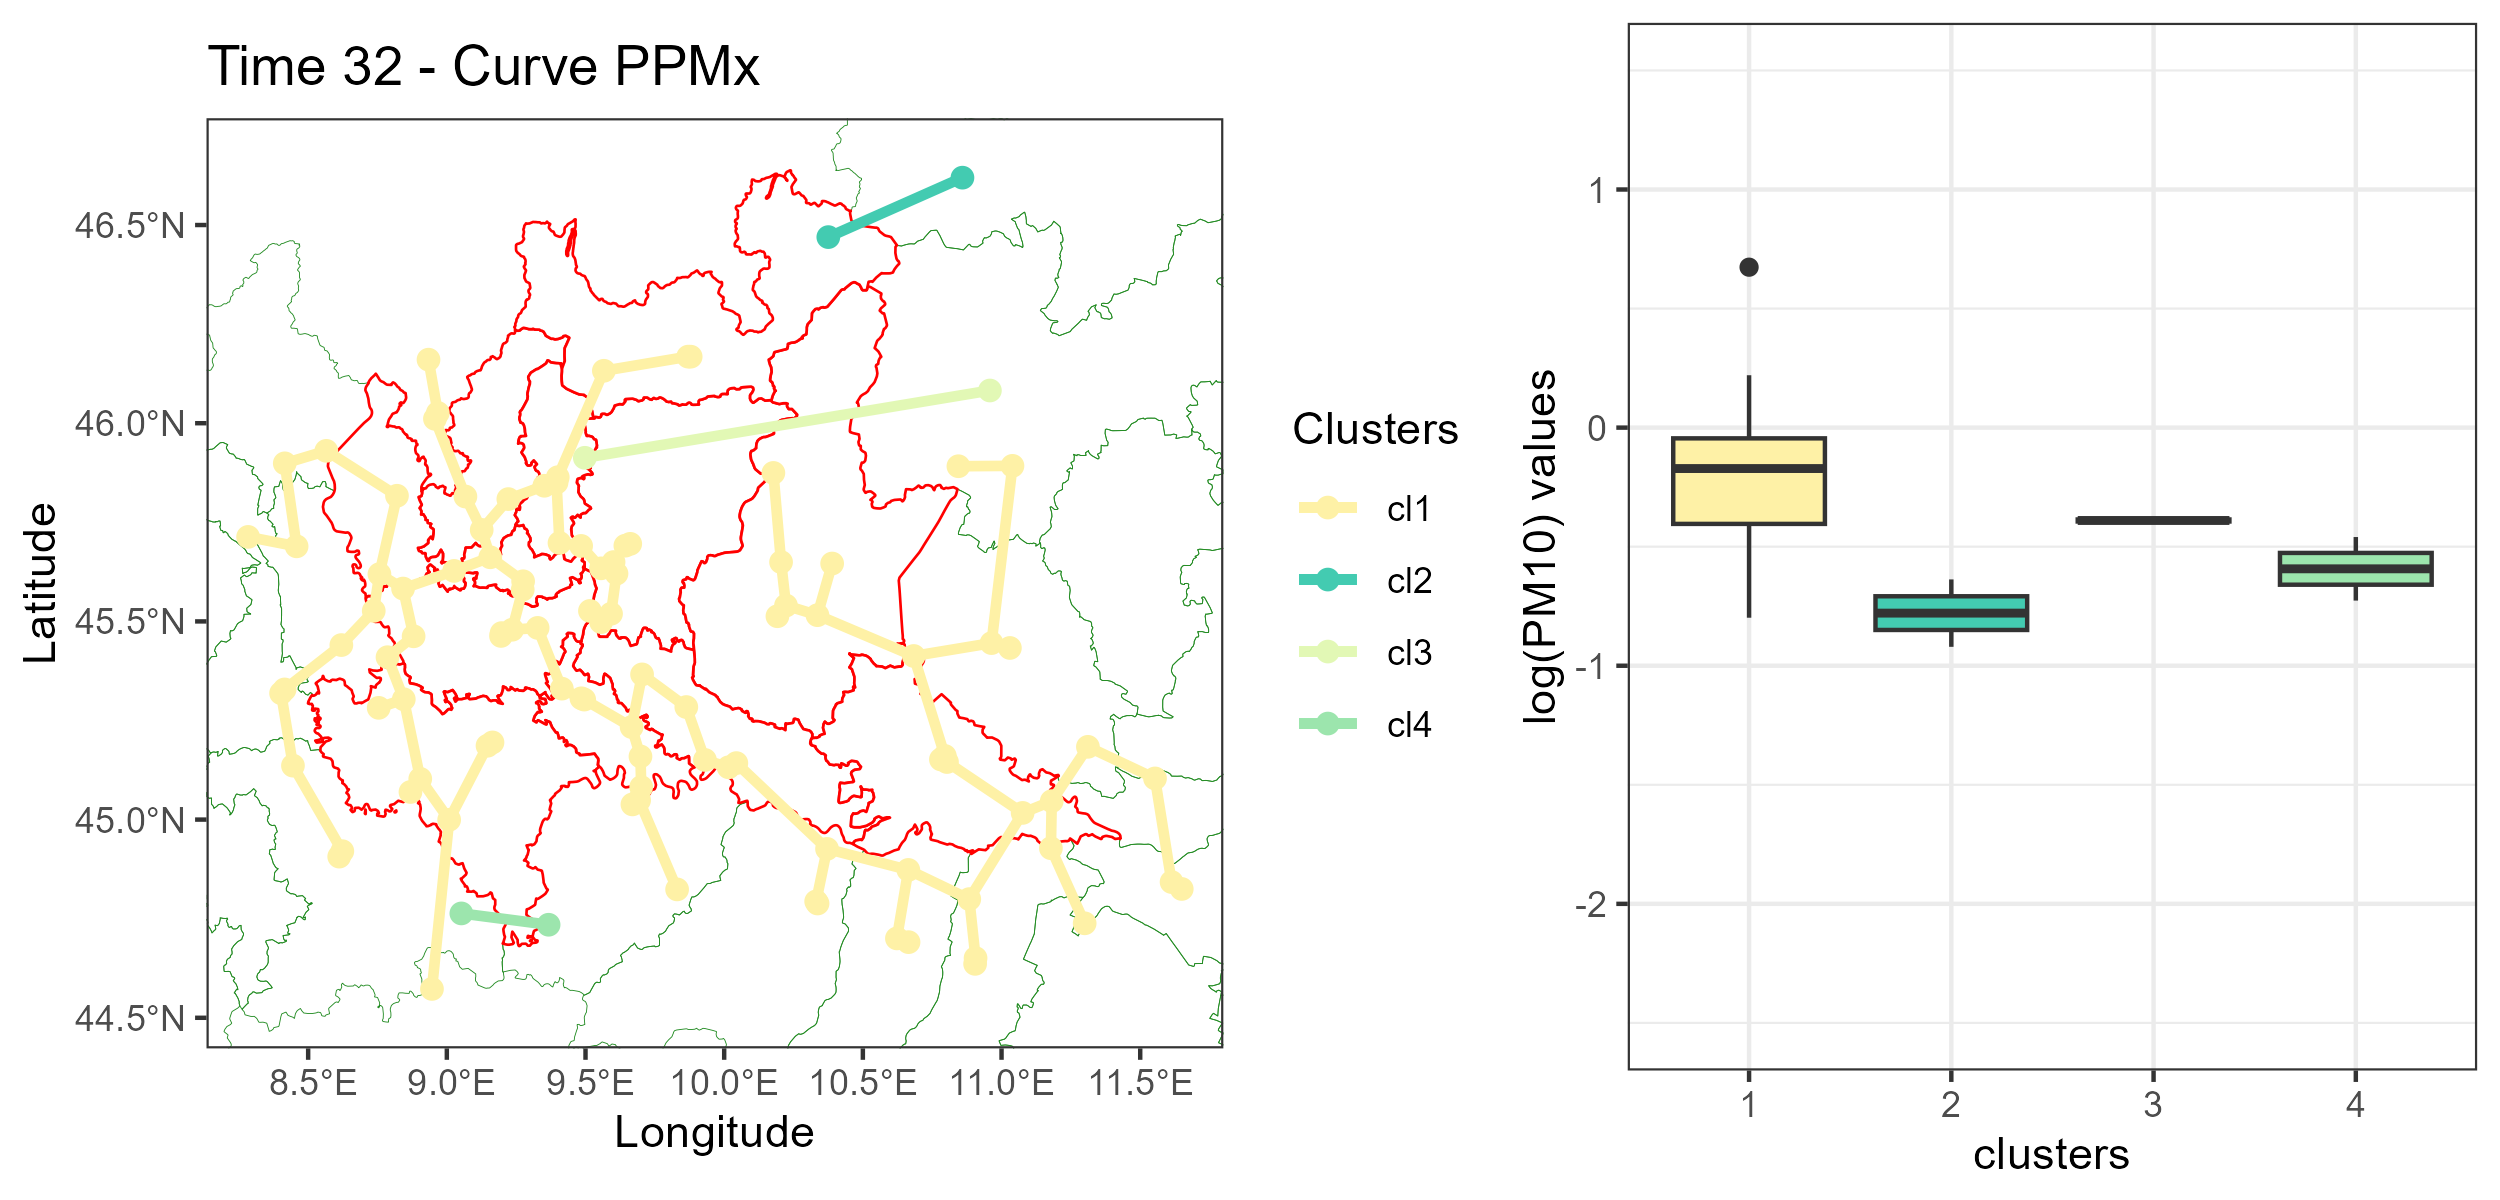 Time 32 - Curve PPMx
Latitude
46.5°N
46.0°N
45.5°N
45.0°N
44.5°N
8.5°E
9.0°E
9.5°E
10.0°E
10.5°E
11.0°E
11.5°E
Longitude
Clusters
cl1
cl2
cl3
cl4
log(PM10) values
1
0
-1
-2
1
2
3
4
clusters